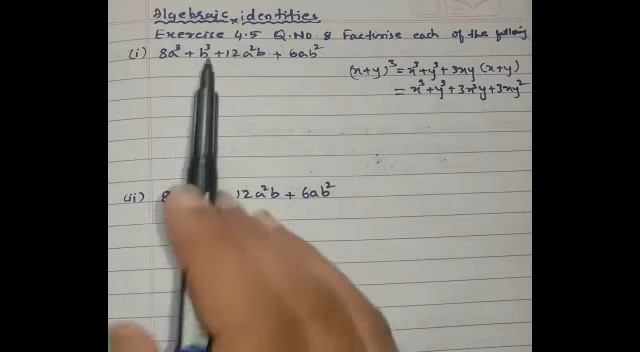 Algebraic identities
Exercise 4.5 Q.No 8 Factorise each of the following
(i) 8a³ + b³ + 12a²b + 6ab²
(x+y)³ = x³+y³+3xy(x+y)
= x³+y³+3x²y+3xy²
(ii) 8 12a²b + 6ab²